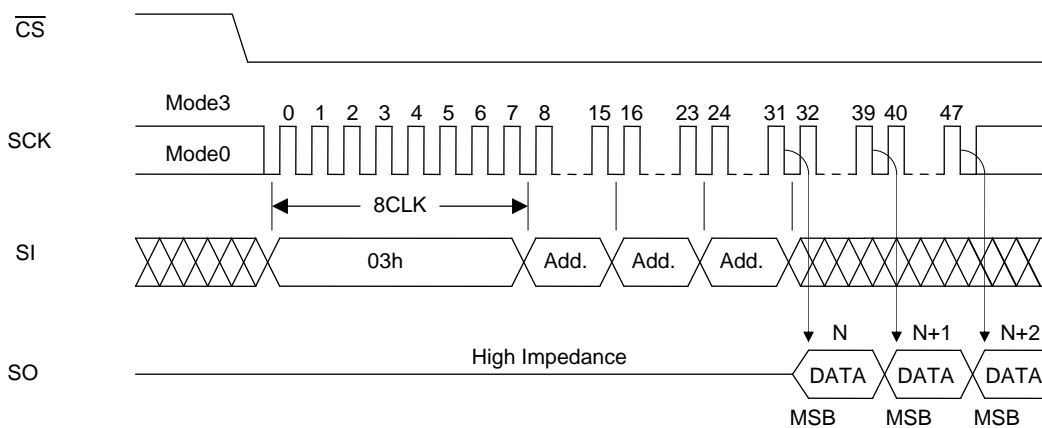 CS
Mode3
0 1 2 3 4 5 6 7 8 15 16 23 24 31 32 39 40 47
SCK
Mode0
8CLK
SI
03h Add. Add. Add.
N N+1 N+2
High Impedance
SO
DATA DATA DATA
MSB MSB MSB